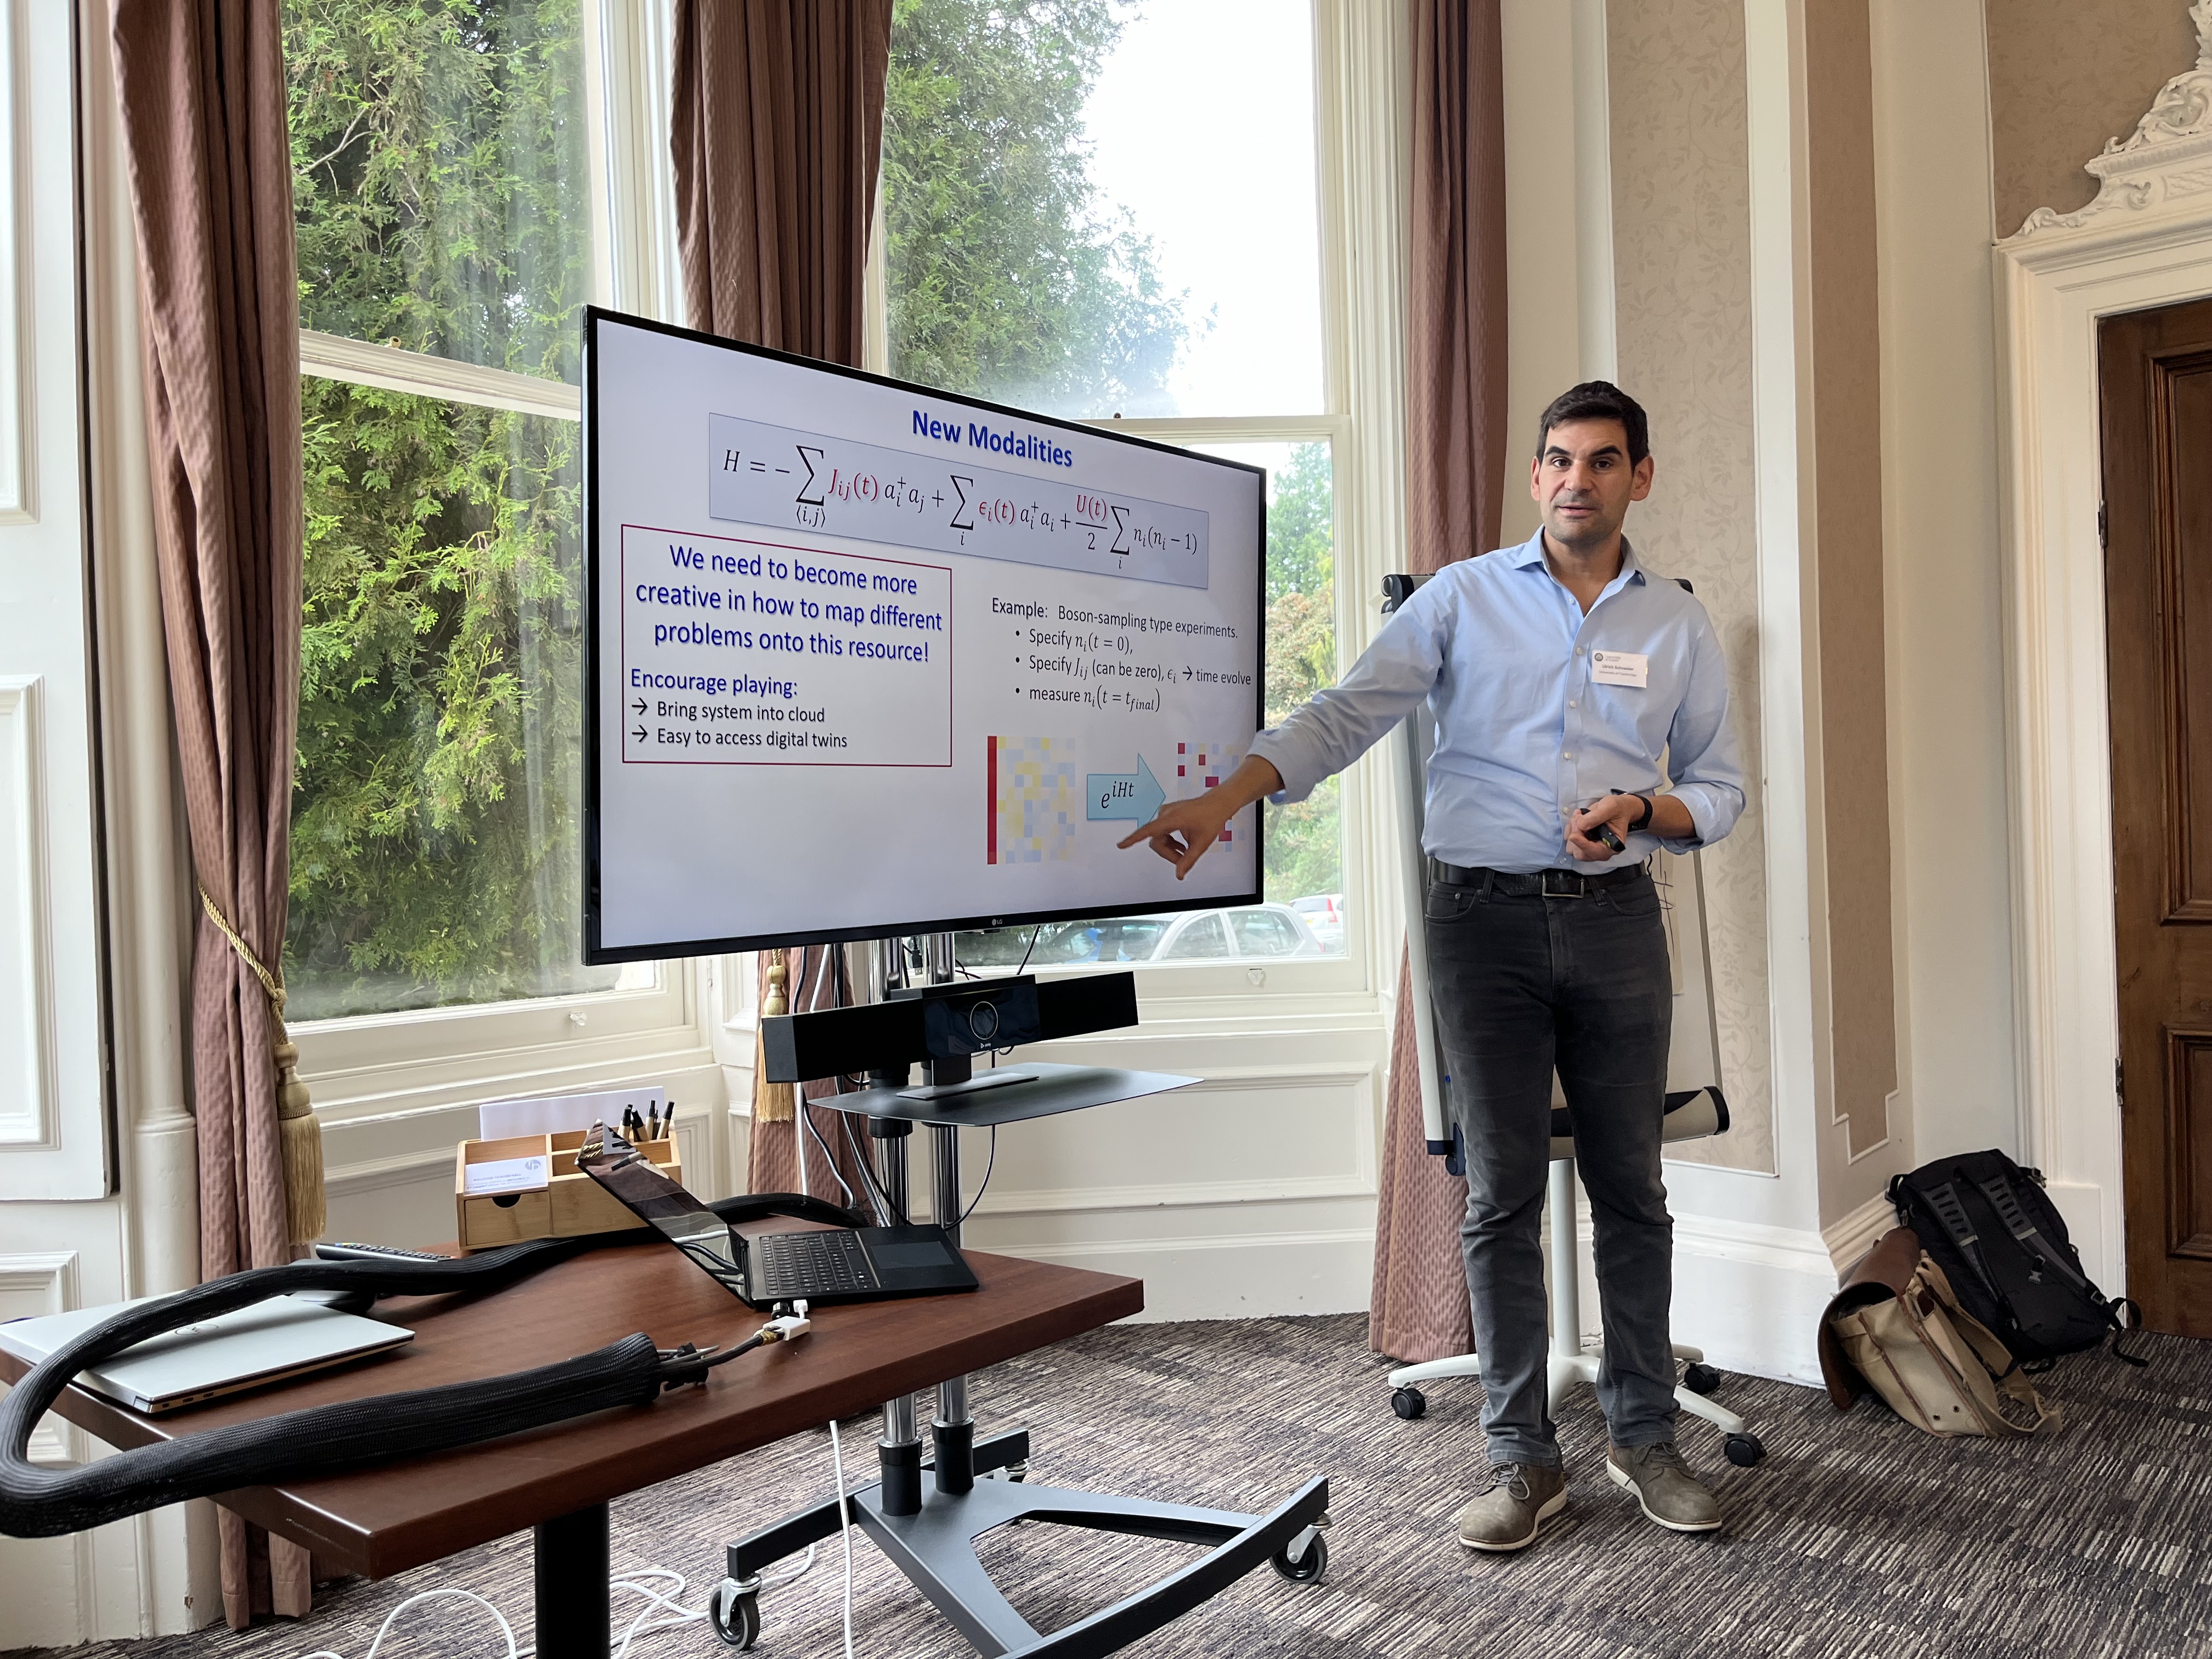 New Modalities
H = − ∑⟨i,j⟩ Jij(t) ai⁺aj + ∑i ϵi(t) ai⁺ai + U(t)/2 ∑i ni(ni − 1)
We need to become more
creative in how to map different
problems onto this resource!
Encourage playing:
→ Bring system into cloud
→ Easy to access digital twins
Example: Boson-sampling type experiments.
• Specify ni(t = 0),
• Specify Jij (can be zero), ϵi → time evolve
• measure ni(t = tfinal)
e^iHt
LG
Ulrich Schneider